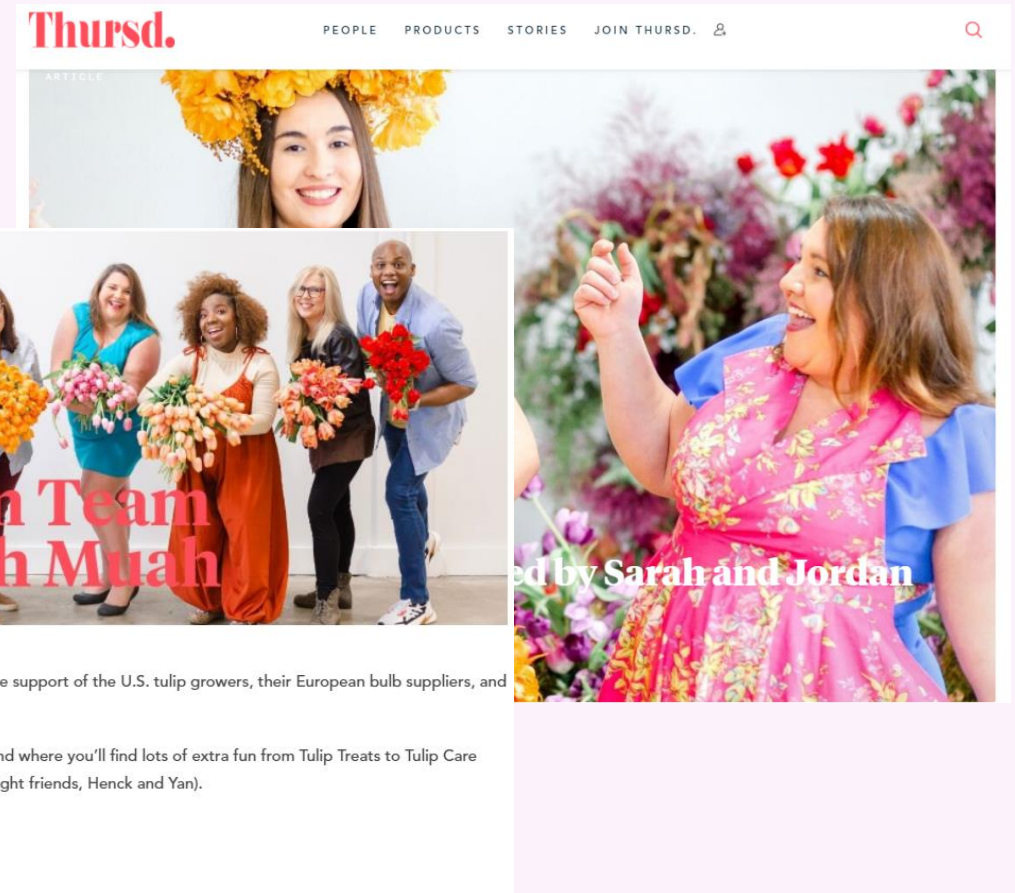 Thursd.
PEOPLE PRODUCTS STORIES JOIN THURSD.
ARTICLE
ed by Sarah and Jordan
n Team
h Muah
e support of the U.S. tulip growers, their European bulb suppliers, and
nd where you'll find lots of extra fun from Tulip Treats to Tulip Care
ght friends, Henck and Yan).